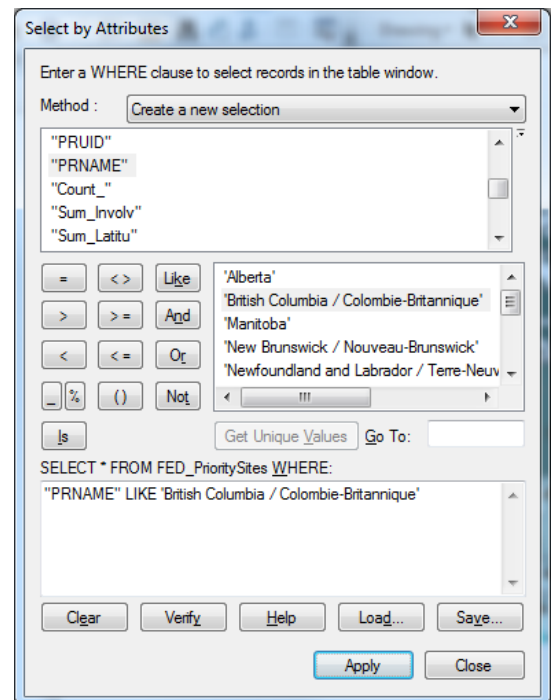 Select by Attributes
Enter a WHERE clause to select records in the table window.
Method : Create a new selection
"PRUID"
"PRNAME"
"Count_"
"Sum_Involv"
"Sum_Latitu"
= < > Like
> > = And
< < = Or
_ % ( ) Not
Is
'Alberta'
'British Columbia / Colombie-Britannique'
'Manitoba'
'New Brunswick / Nouveau-Brunswick'
'Newfoundland and Labrador / Terre-Neuv
Get Unique Values Go To:
SELECT * FROM FED_PrioritySites WHERE:
"PRNAME" LIKE 'British Columbia / Colombie-Britannique'
Clear Verify Help Load... Save...
Apply Close